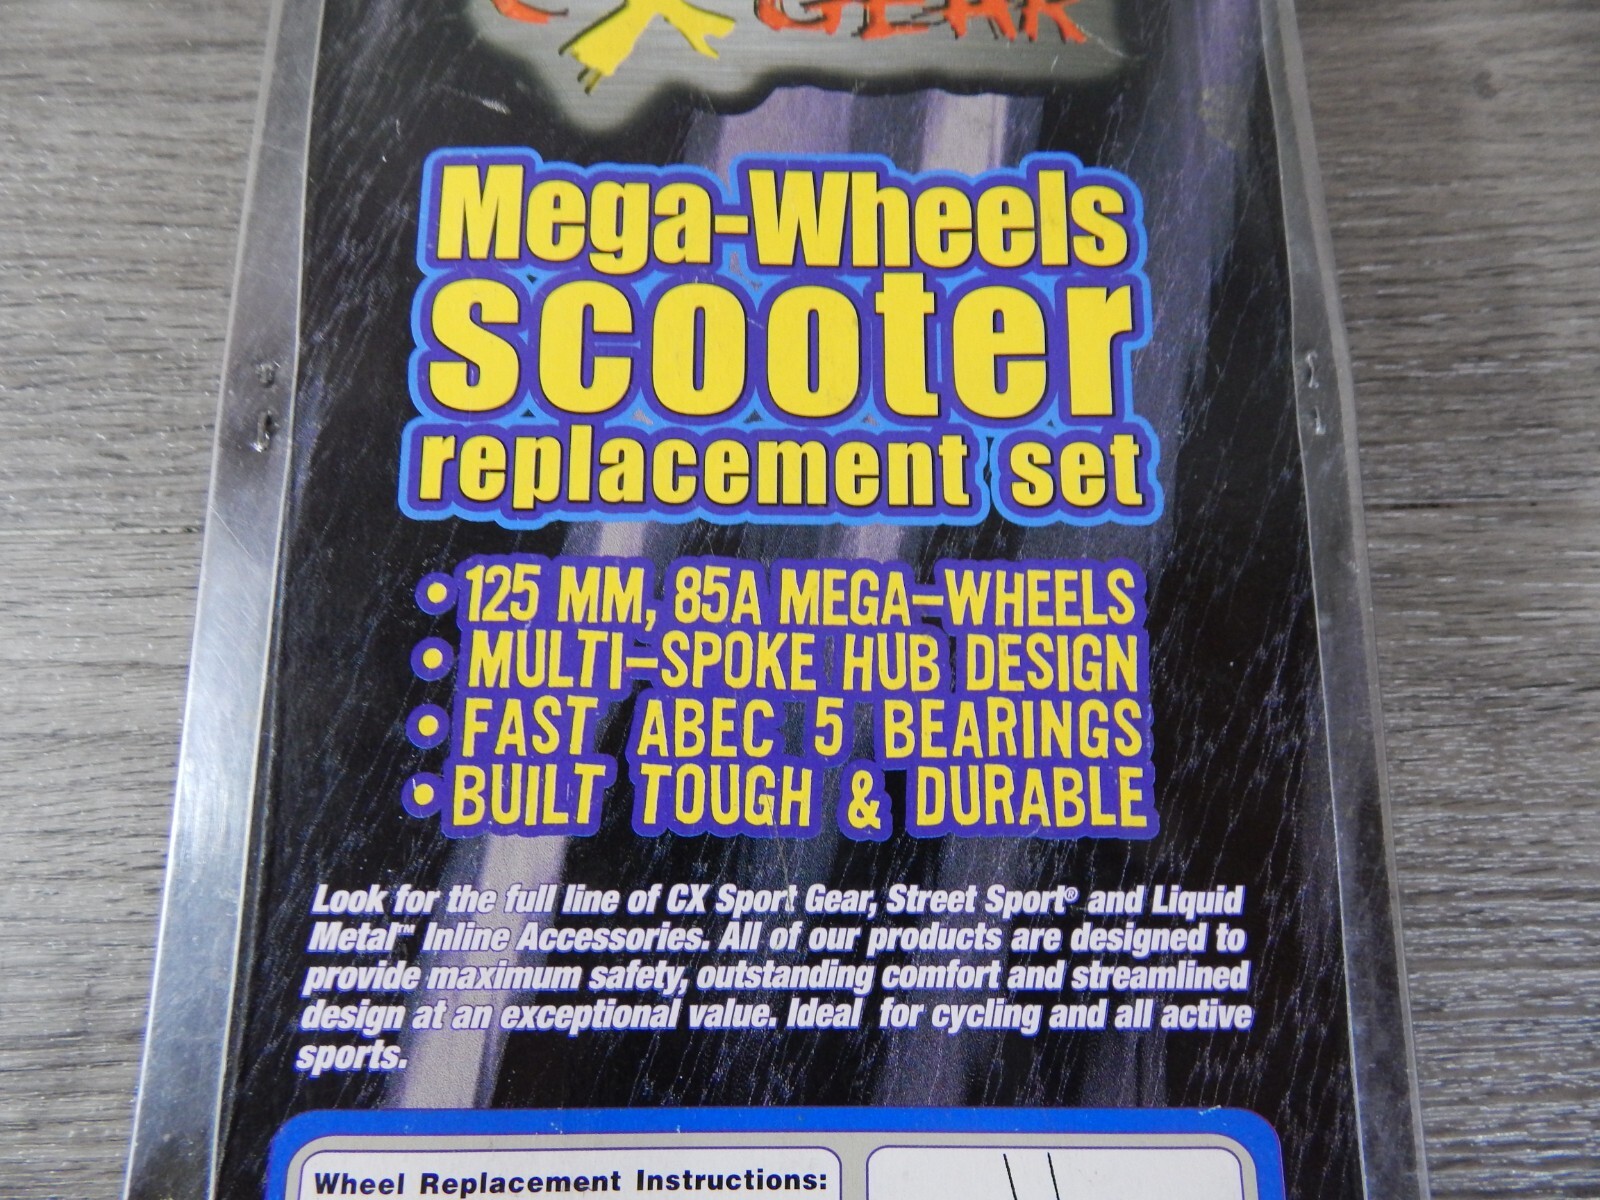 CX GEAR
Mega-Wheels
scooter
replacement set
• 125 MM, 85A MEGA-WHEELS
• MULTI-SPOKE HUB DESIGN
• FAST ABEC 5 BEARINGS
• BUILT TOUGH & DURABLE
Look for the full line of CX Sport Gear, Street Sport® and Liquid
Metal™ Inline Accessories. All of our products are designed to
provide maximum safety, outstanding comfort and streamlined
design at an exceptional value. Ideal for cycling and all active
sports.
Wheel Replacement Instructions: